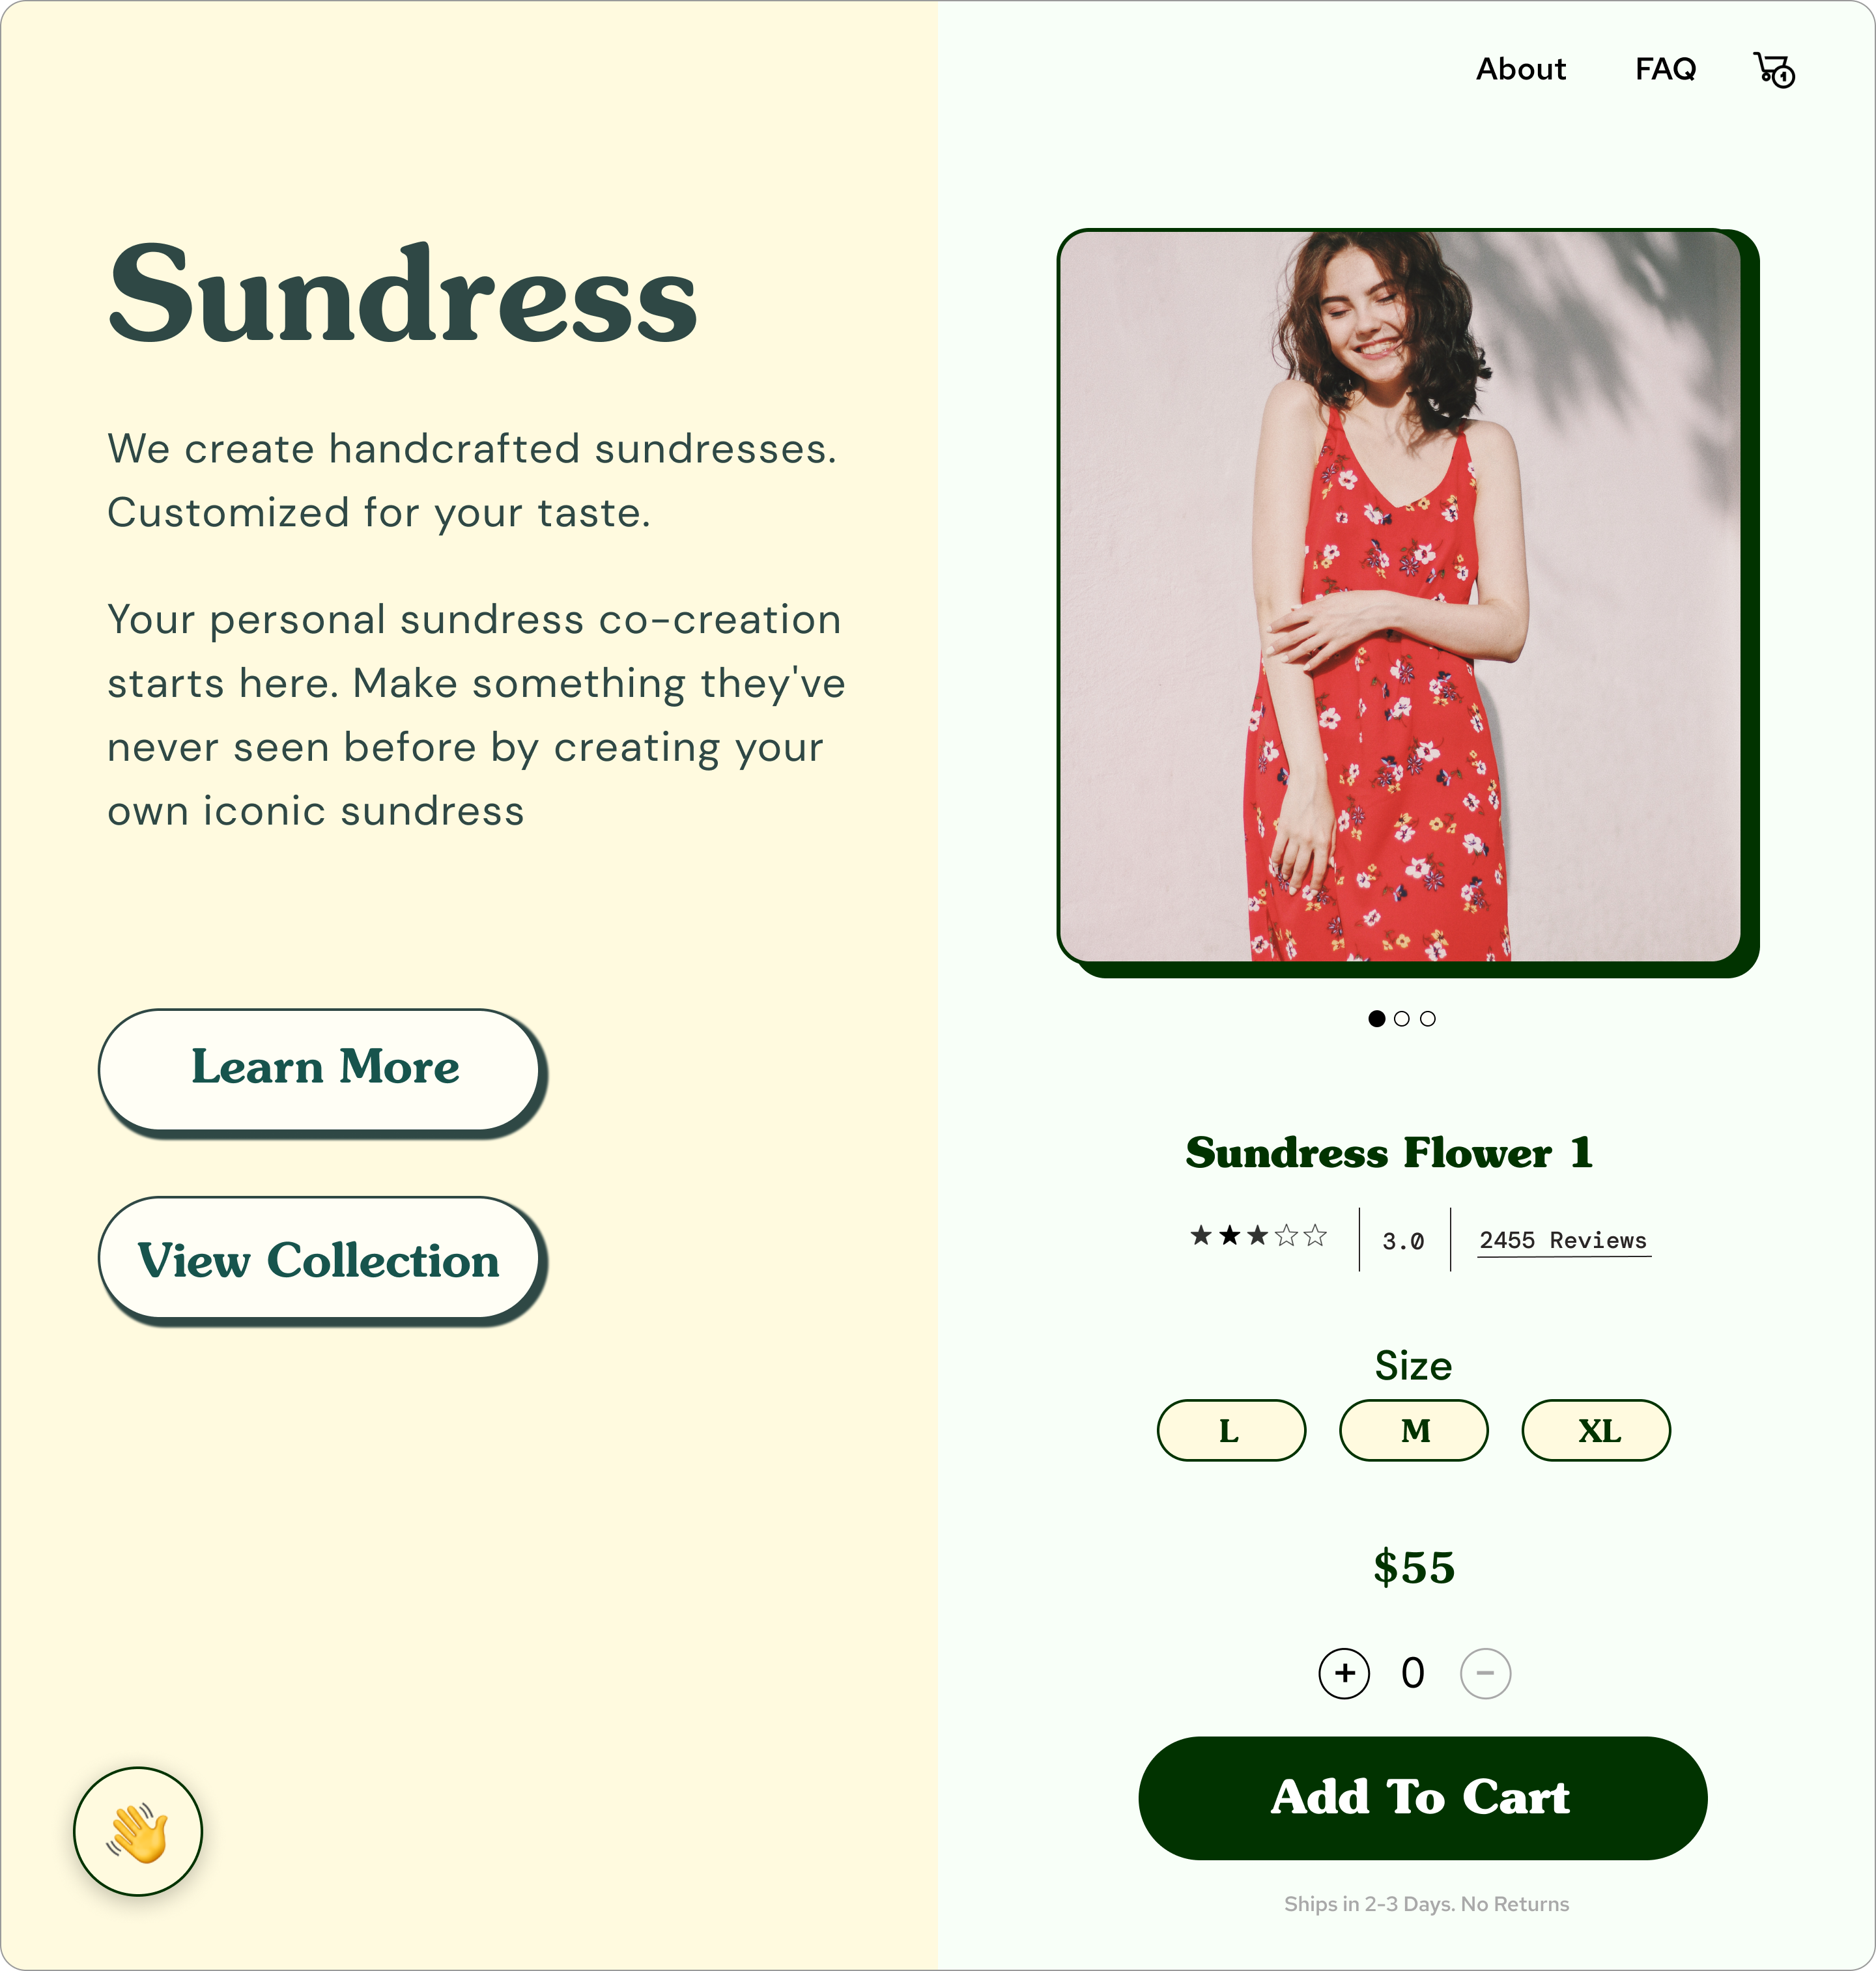 About FAQ 1
Sundress
We create handcrafted sundresses.
Customized for your taste.
Your personal sundress co-creation
starts here. Make something they've
never seen before by creating your
own iconic sundress
Learn More
View Collection
Sundress Flower 1
3.0 2455 Reviews
Size
L M XL
$55
+ 0 −
Add To Cart
Ships in 2-3 Days. No Returns